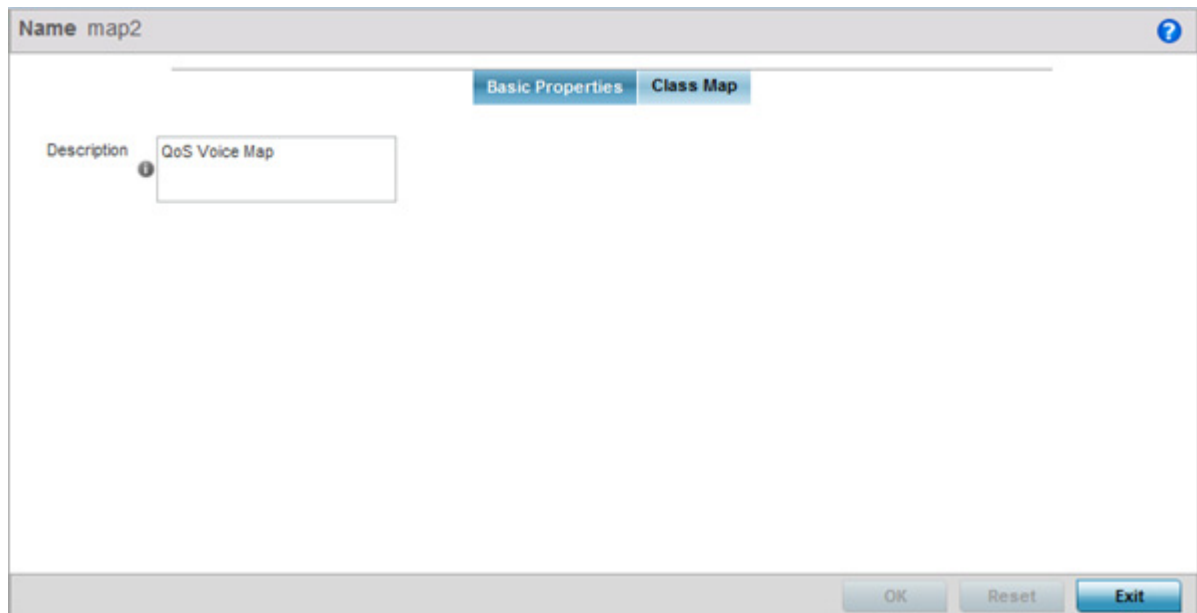 Name map2
?
Basic Properties Class Map
Description
i
QoS Voice Map
OK Reset Exit